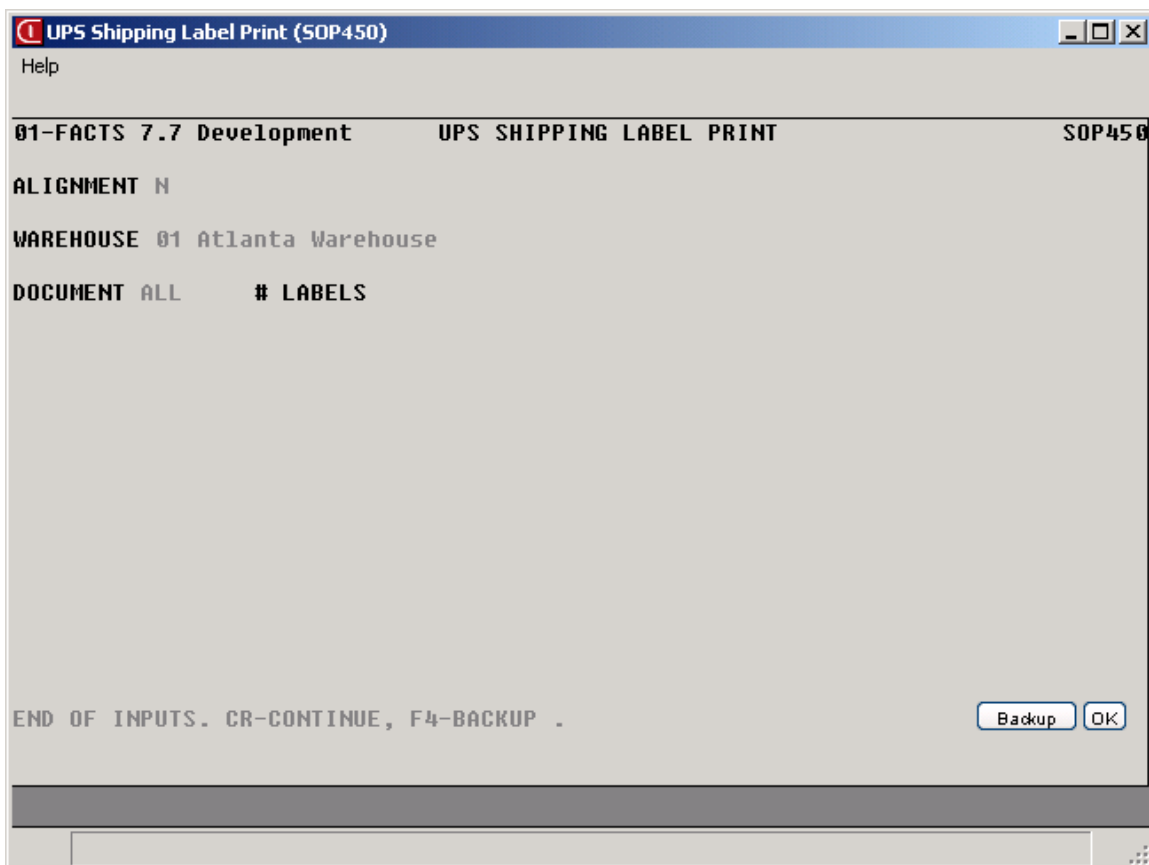 UPS Shipping Label Print (SOP450)
Help
01-FACTS 7.7 Development UPS SHIPPING LABEL PRINT SOP450
ALIGNMENT N
WAREHOUSE 01 Atlanta Warehouse
DOCUMENT ALL # LABELS
END OF INPUTS. CR-CONTINUE, F4-BACKUP . Backup OK